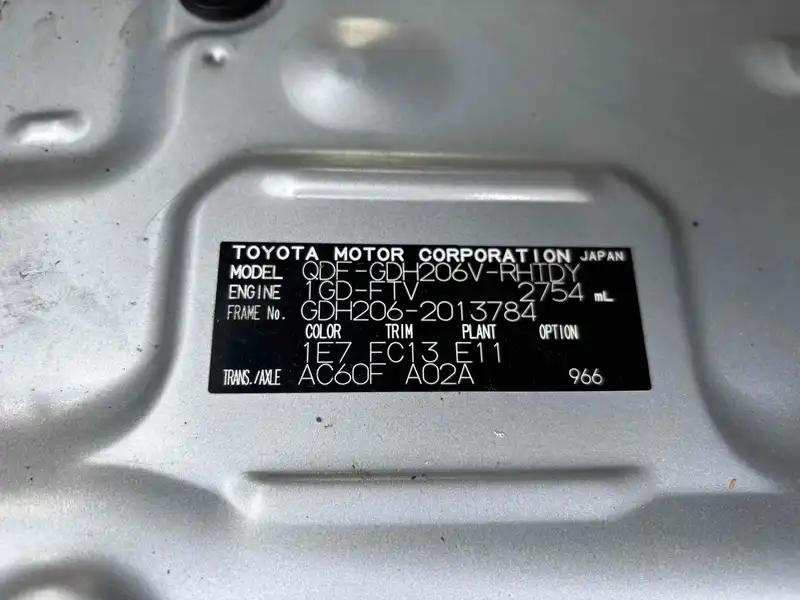 TOYOTA MOTOR CORPORATION JAPAN
MODEL QDF-GDH206V-RHTDY
ENGINE 1GD-FTV 2754 mL
FRAME No. GDH206-2013784
COLOR TRIM PLANT OPTION
1E7 FC13 E11
TRANS./AXLE AC60F A02A 966